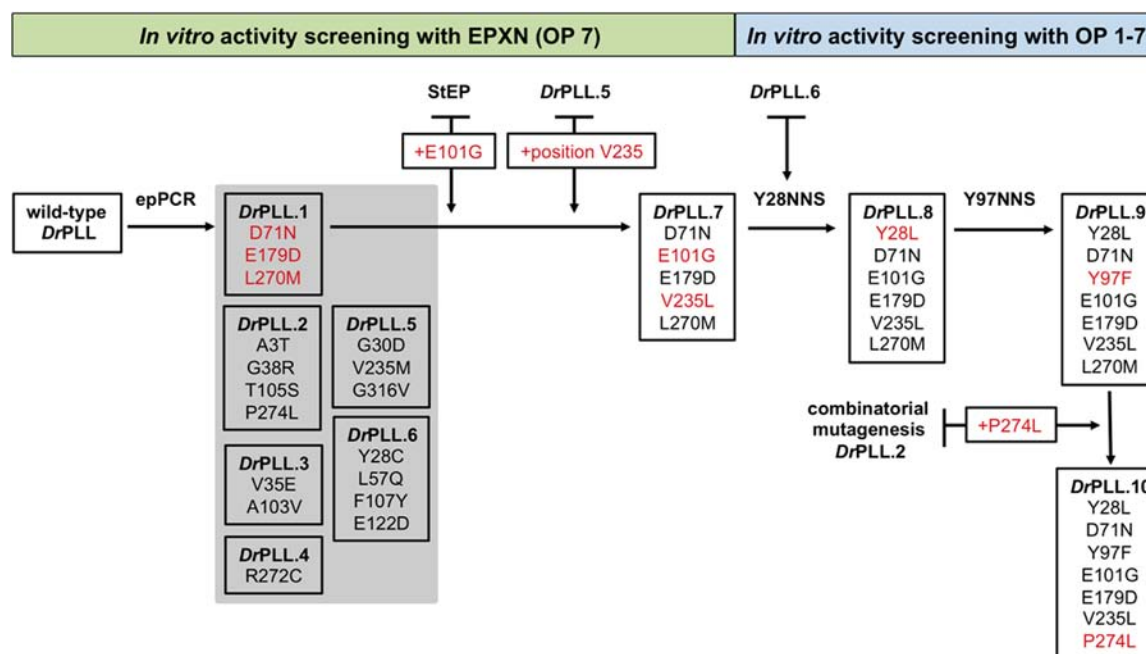 In vitro activity screening with EPXN (OP 7)
In vitro activity screening with OP 1-7
StEP
DrPLL.5
DrPLL.6
+E101G
+position V235
wild-type
DrPLL
epPCR
DrPLL.1
D71N
E179D
L270M
DrPLL.2
A3T
G38R
T105S
P274L
DrPLL.3
V35E
A103V
DrPLL.4
R272C
DrPLL.5
G30D
V235M
G316V
DrPLL.6
Y28C
L57Q
F107Y
E122D
DrPLL.7
D71N
E101G
E179D
V235L
L270M
Y28NNS
DrPLL.8
Y28L
D71N
E101G
E179D
V235L
L270M
Y97NNS
DrPLL.9
Y28L
D71N
Y97F
E101G
E179D
V235L
L270M
combinatorial
mutagenesis
DrPLL.2
+P274L
DrPLL.10
Y28L
D71N
Y97F
E101G
E179D
V235L
P274L